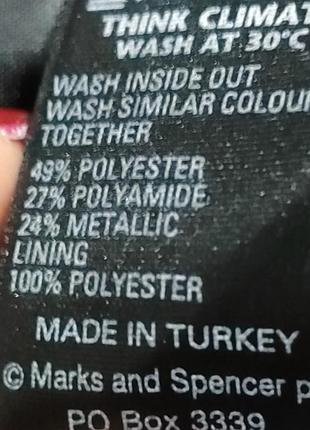 THINK CLIMAT
WASH AT 30°C
WASH INSIDE OUT
WASH SIMILAR COLOUR
TOGETHER
49% POLYESTER
27% POLYAMIDE
24% METALLIC
LINING
100% POLYESTER
MADE IN TURKEY
© Marks and Spencer p
PO Box 3339